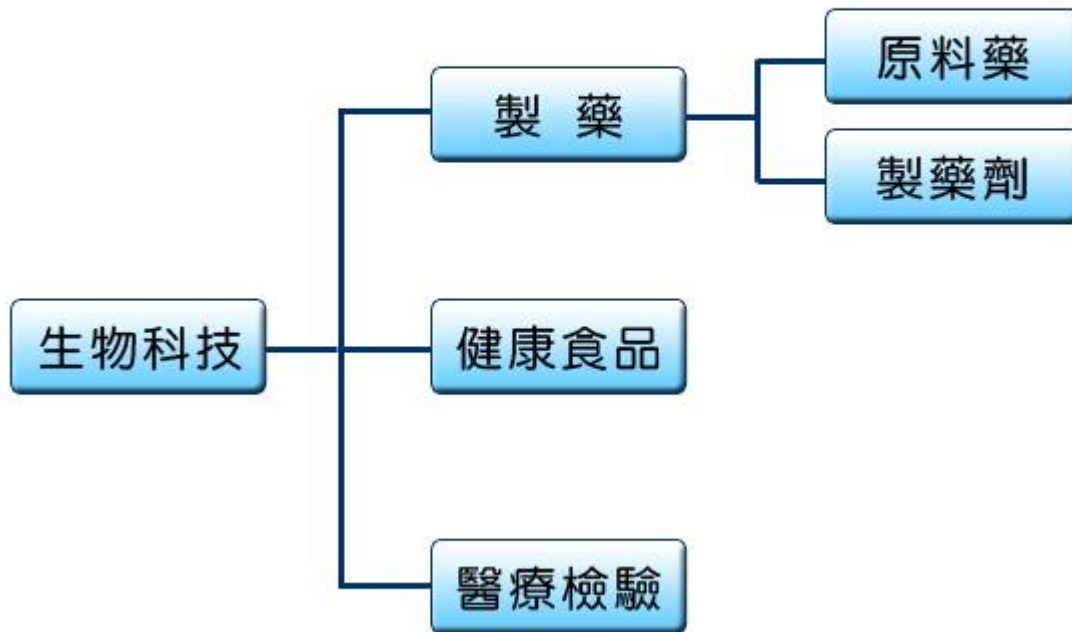 原料藥
製藥
製藥劑
生物科技
健康食品
醫療檢驗